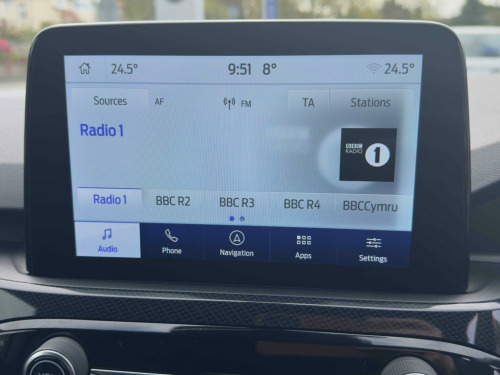 24.5° 9:51 8° 24.5°
Sources AF FM TA Stations
Radio 1
BBC
RADIO 1
Radio 1 BBC R2 BBC R3 BBC R4 BBCCymru
Audio Phone Navigation Apps Settings